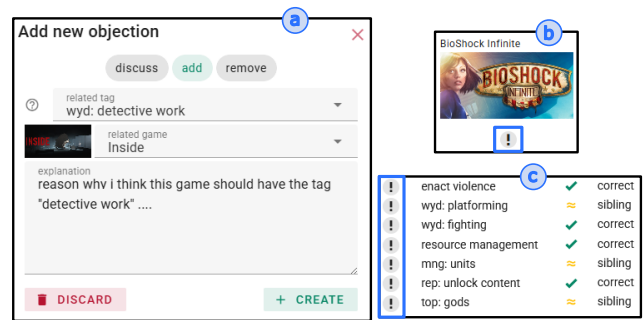 Add new objection
a
discuss
add
remove
related tag
wyd: detective work
INSIDE
related game
Inside
explanation
reason why i think this game should have the tag
"detective work" ....
DISCARD
+ CREATE
b
BioShock Infinite
BIOSHOCK
INFINITE
!
c
! enact violence correct
! wyd: platforming ≈ sibling
! wyd: fighting correct
! resource management correct
! mng: units ≈ sibling
! rep: unlock content correct
! top: gods ≈ sibling